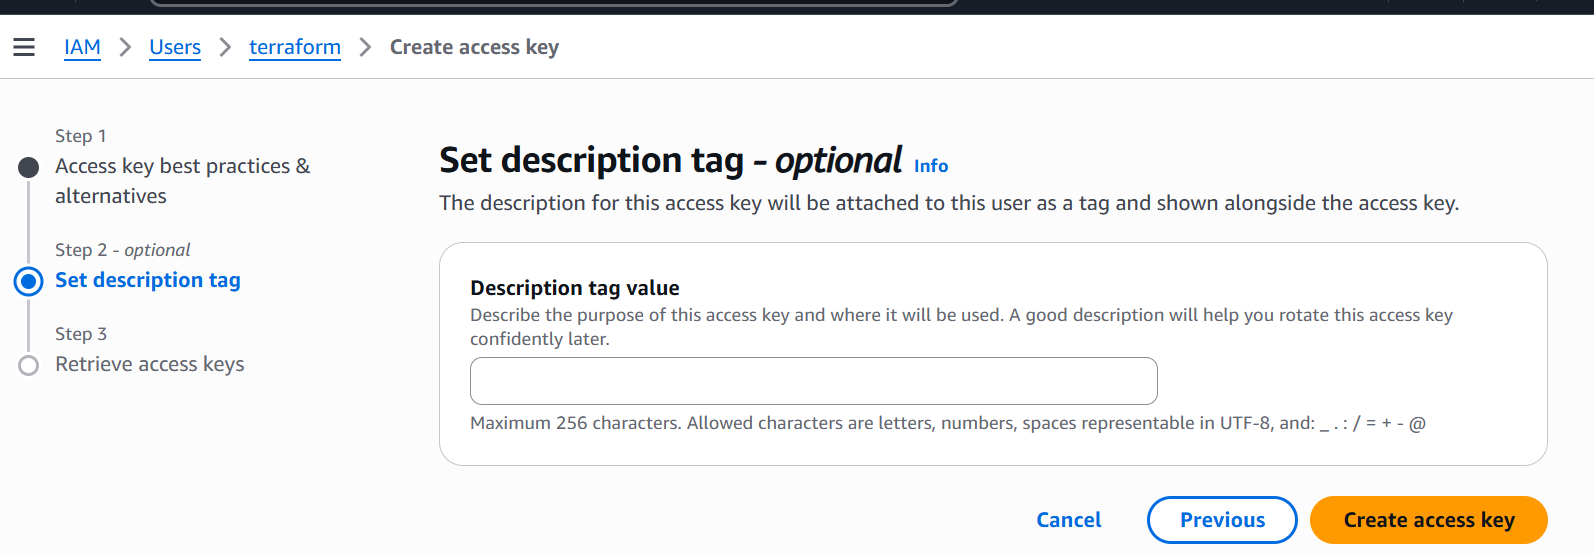 IAM > Users > terraform > Create access key
Step 1
Access key best practices &
alternatives
Step 2 - optional
Set description tag
Step 3
Retrieve access keys
Set description tag - optional Info
The description for this access key will be attached to this user as a tag and shown alongside the access key.
Description tag value
Describe the purpose of this access key and where it will be used. A good description will help you rotate this access key
confidently later.
Maximum 256 characters. Allowed characters are letters, numbers, spaces representable in UTF-8, and: _ . : / = + - @
Cancel Previous Create access key